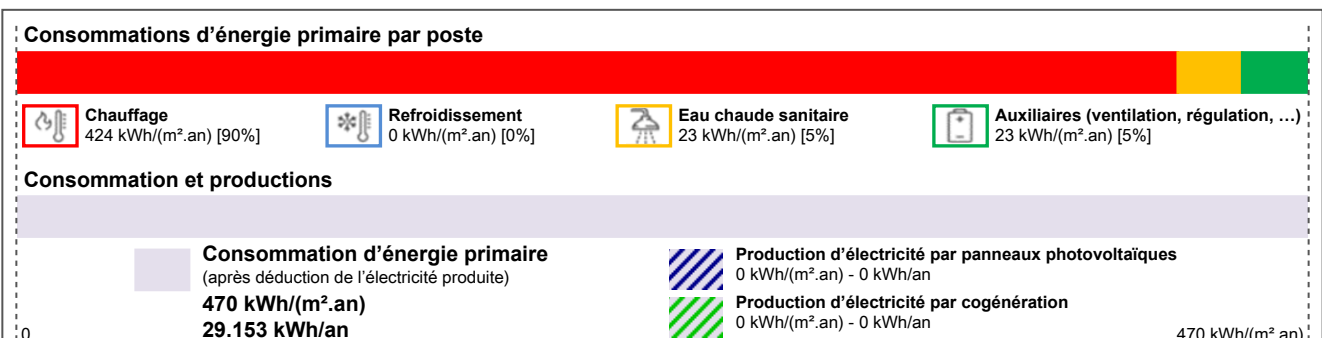 Consommations d’énergie primaire par poste
Chauffage
424 kWh/(m².an) [90%]
Refroidissement
0 kWh/(m².an) [0%]
Eau chaude sanitaire
23 kWh/(m².an) [5%]
Auxiliaires (ventilation, régulation, …)
23 kWh/(m².an) [5%]
Consommation et productions
Consommation d’énergie primaire
(après déduction de l’électricité produite)
470 kWh/(m².an)
29.153 kWh/an
Production d’électricité par panneaux photovoltaïques
0 kWh/(m².an) - 0 kWh/an
Production d’électricité par cogénération
0 kWh/(m².an) - 0 kWh/an
0
470 kWh/(m².an)